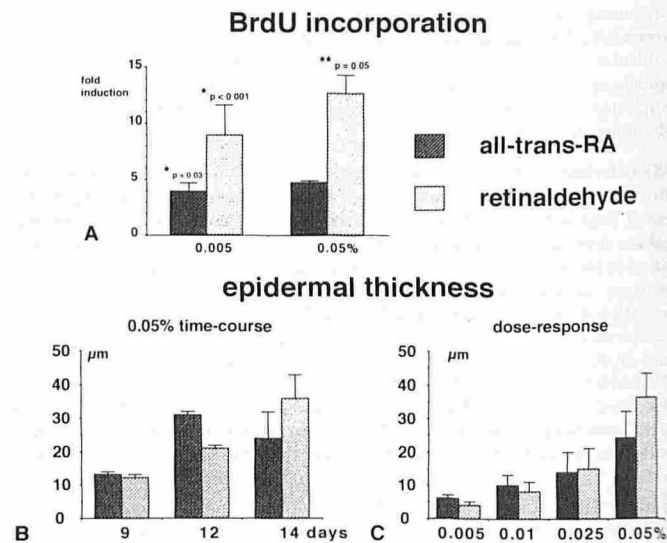 BrdU incorporation
fold
induction
15
10
5
0
* p = 0.03
* p < 0.001
** p = 0.05
0.005
0.05%
A
all-trans-RA
retinaldehyde
epidermal thickness
0.05% time-course
µm
50
40
30
20
10
0
9
12
14 days
B
dose-response
µm
50
40
30
20
10
0
0.005
0.01
0.025
0.05%
C